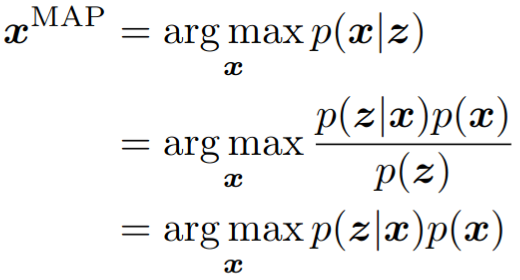 x^MAP = arg max_x p(x|z)
= arg max_x p(z|x)p(x) / p(z)
= arg max_x p(z|x)p(x)